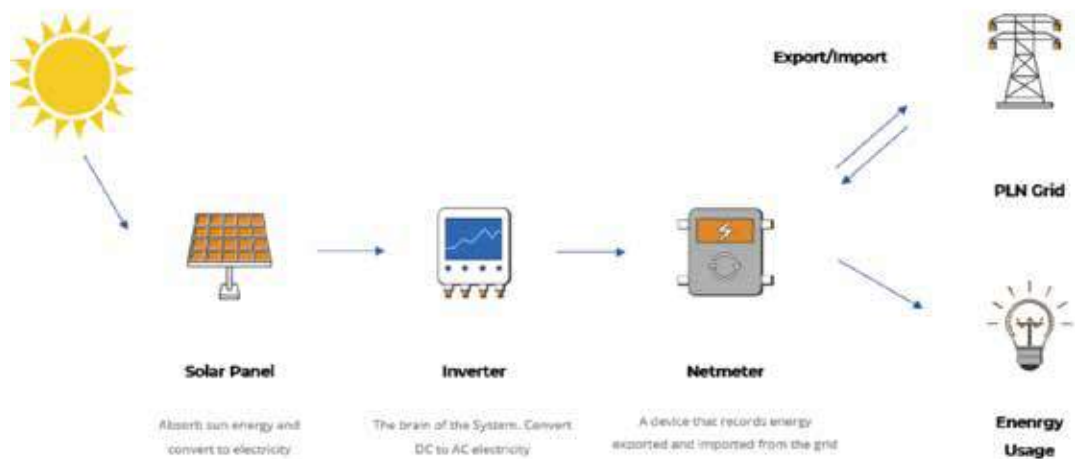 Export/Import
PLN Grid
Solar Panel
Absorb sun energy and
convert to electricity
Inverter
The brain of the System. Convert
DC to AC electricity
Netmeter
A device that records energy
exported and imported from the grid
Enenrgy
Usage